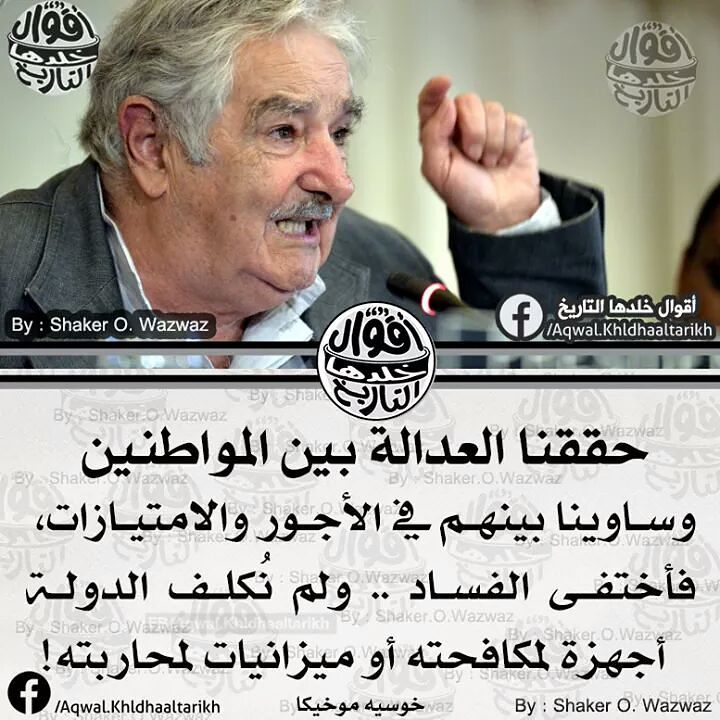 أقوال خلدها التاريخ
أقوال خلدها التاريخ
By : Shaker O. Wazwaz
أقوال خلدها التاريخ
/Aqwal.Khldhaaltarikh
أقوال خلدها التاريخ
حققنا العدالة بين المواطنين
وساوينا بينهم في الأجور والامتيازات،
فأختفى الفساد .. ولم تُكلف الدولة
أجهزة لمكافحته أو ميزانيات لمحاربته!
/Aqwal.Khldhaaltarikh
خوسيه موخيكا
By : Shaker O. Wazwaz